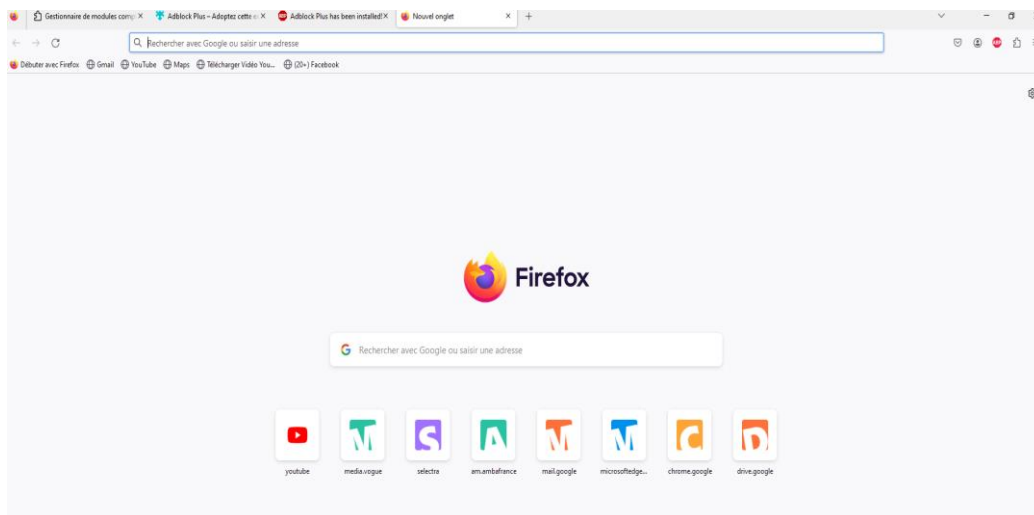 Gestionnaire de modules comp Adblock Plus – Adoptez cette e Adblock Plus has been installed! Nouvel onglet
Rechercher avec Google ou saisir une adresse
Débuter avec Firefox Gmail YouTube Maps Télécharger Vidéo You... (20+) Facebook
Firefox
Rechercher avec Google ou saisir une adresse
M S A M M C D
youtube media.vogue selectra am.ambafrance mail.google microsoftedge... chrome.google drive.google